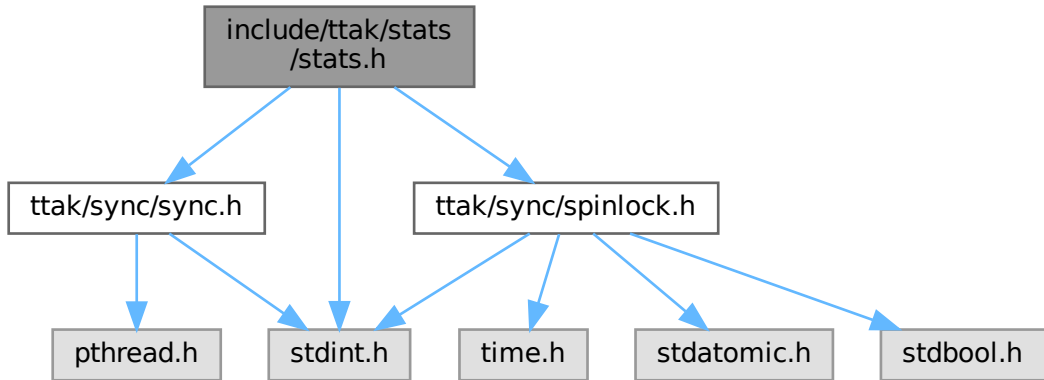 include/ttak/stats
/stats.h
ttak/sync/sync.h
ttak/sync/spinlock.h
pthread.h
stdint.h
time.h
stdatomic.h
stdbool.h